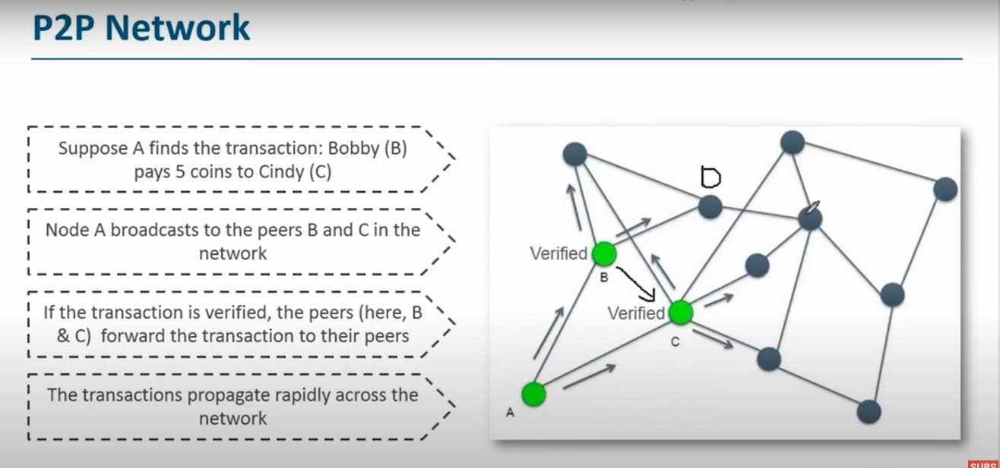 P2P Network
Suppose A finds the transaction: Bobby (B)
pays 5 coins to Cindy (C)
Node A broadcasts to the peers B and C in the
network
If the transaction is verified, the peers (here, B
& C) forward the transaction to their peers
The transactions propagate rapidly across the
network
D
Verified
B
Verified
C
A
SUBS